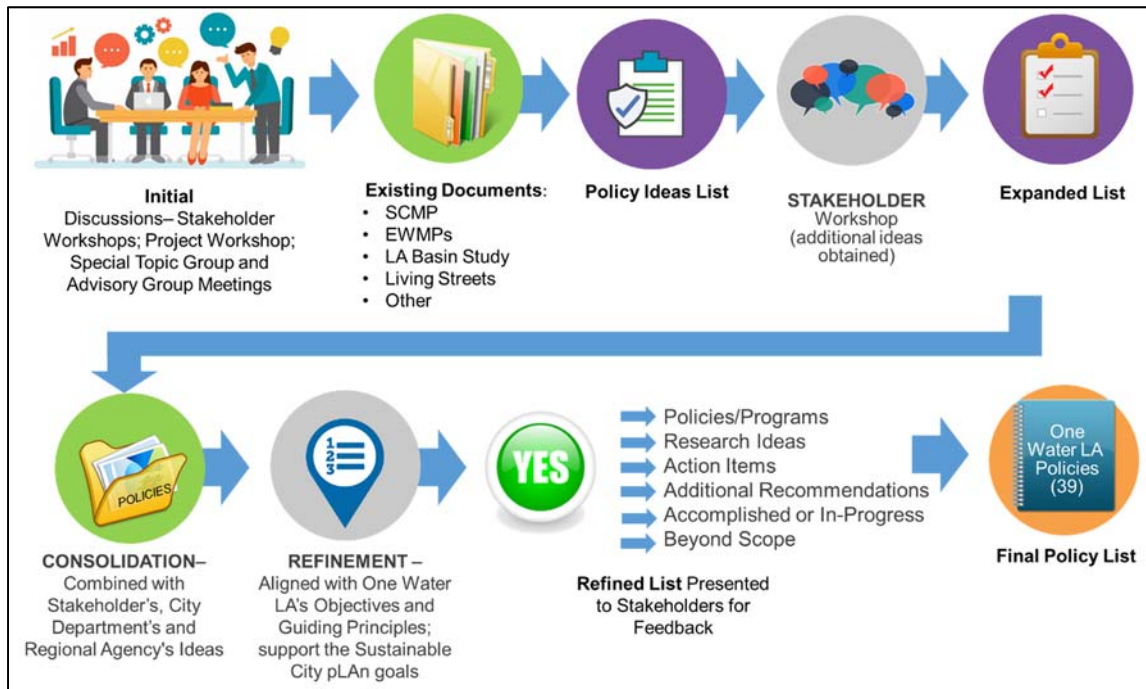 Initial
Discussions– Stakeholder
Workshops; Project Workshop;
Special Topic Group and
Advisory Group Meetings
Existing Documents:
• SCMP
• EWMPs
• LA Basin Study
• Living Streets
• Other
Policy Ideas List
STAKEHOLDER
Workshop
(additional ideas
obtained)
Expanded List
POLICIES
CONSOLIDATION–
Combined with
Stakeholder's, City
Department's and
Regional Agency's Ideas
1
2
3
REFINEMENT –
Aligned with One Water
LA's Objectives and
Guiding Principles;
support the Sustainable
City pLAn goals
YES
Policies/Programs
Research Ideas
Action Items
Additional Recommendations
Accomplished or In-Progress
Beyond Scope
Refined List Presented
to Stakeholders for
Feedback
One
Water LA
Policies
(39)
Final Policy List